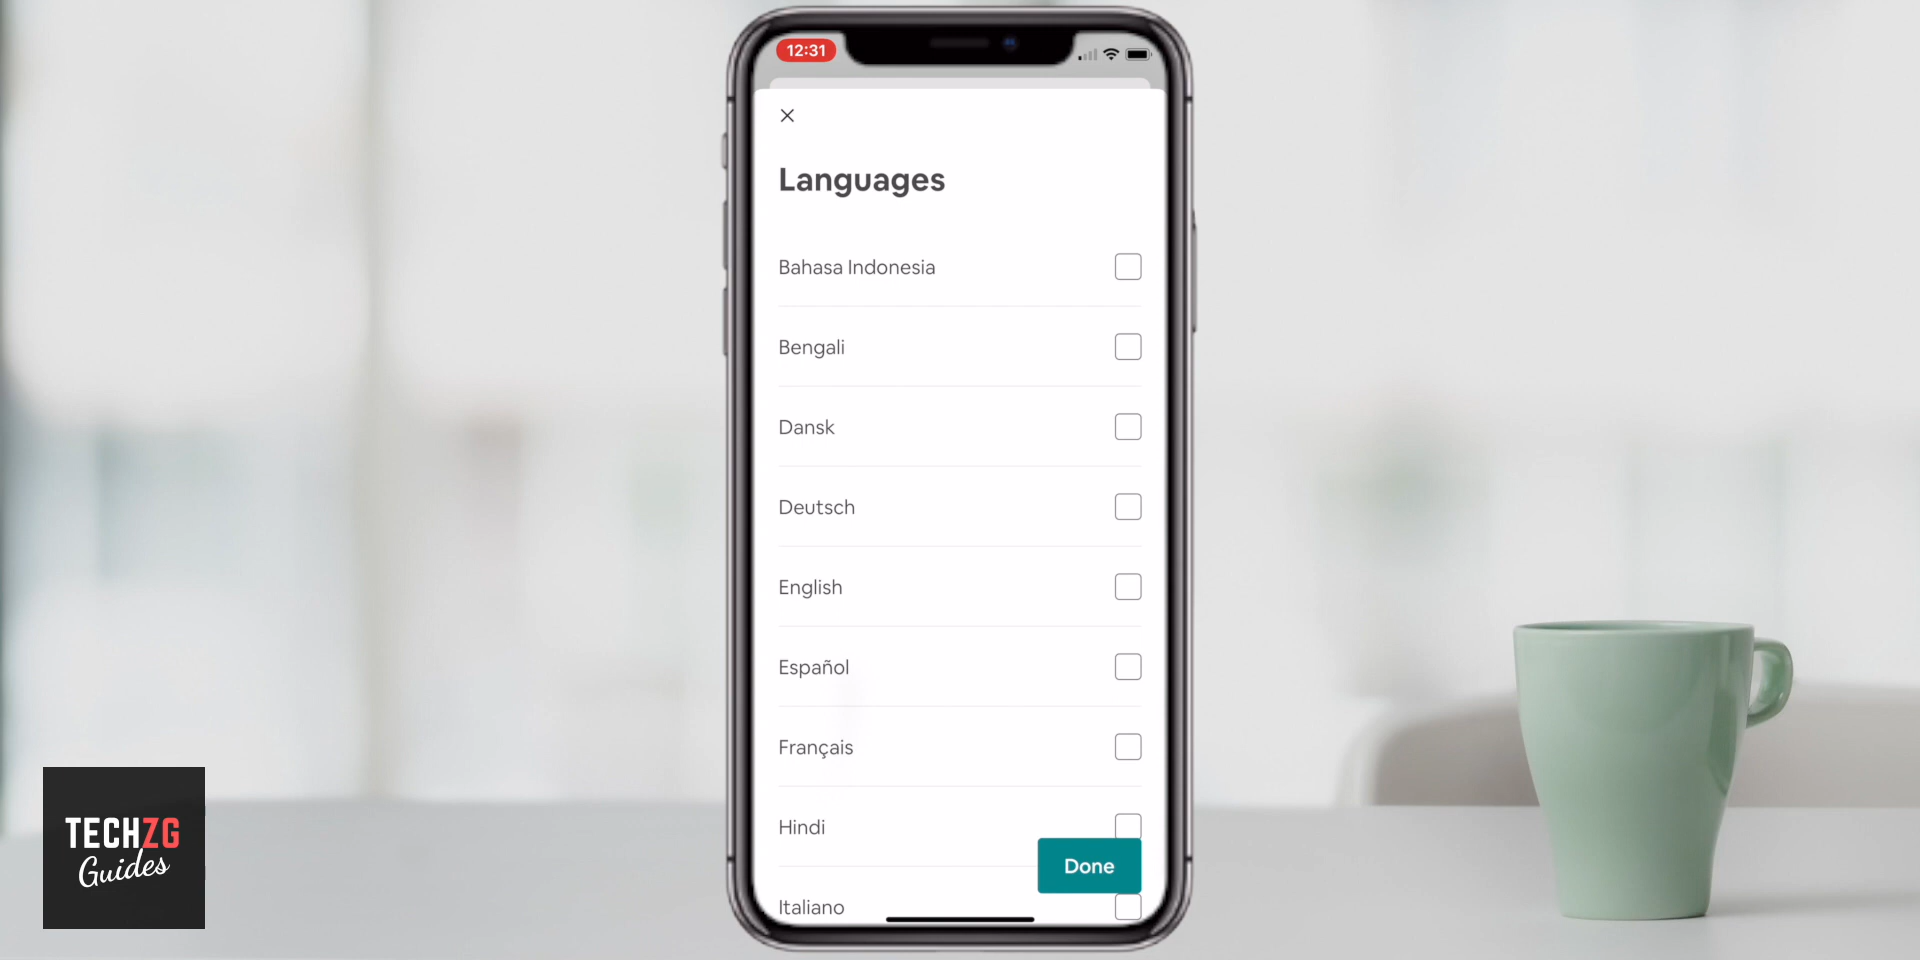 12:31
Languages
Bahasa Indonesia
Bengali
Dansk
Deutsch
English
Español
Français
Hindi
Done
Italiano
TECHZG
Guides